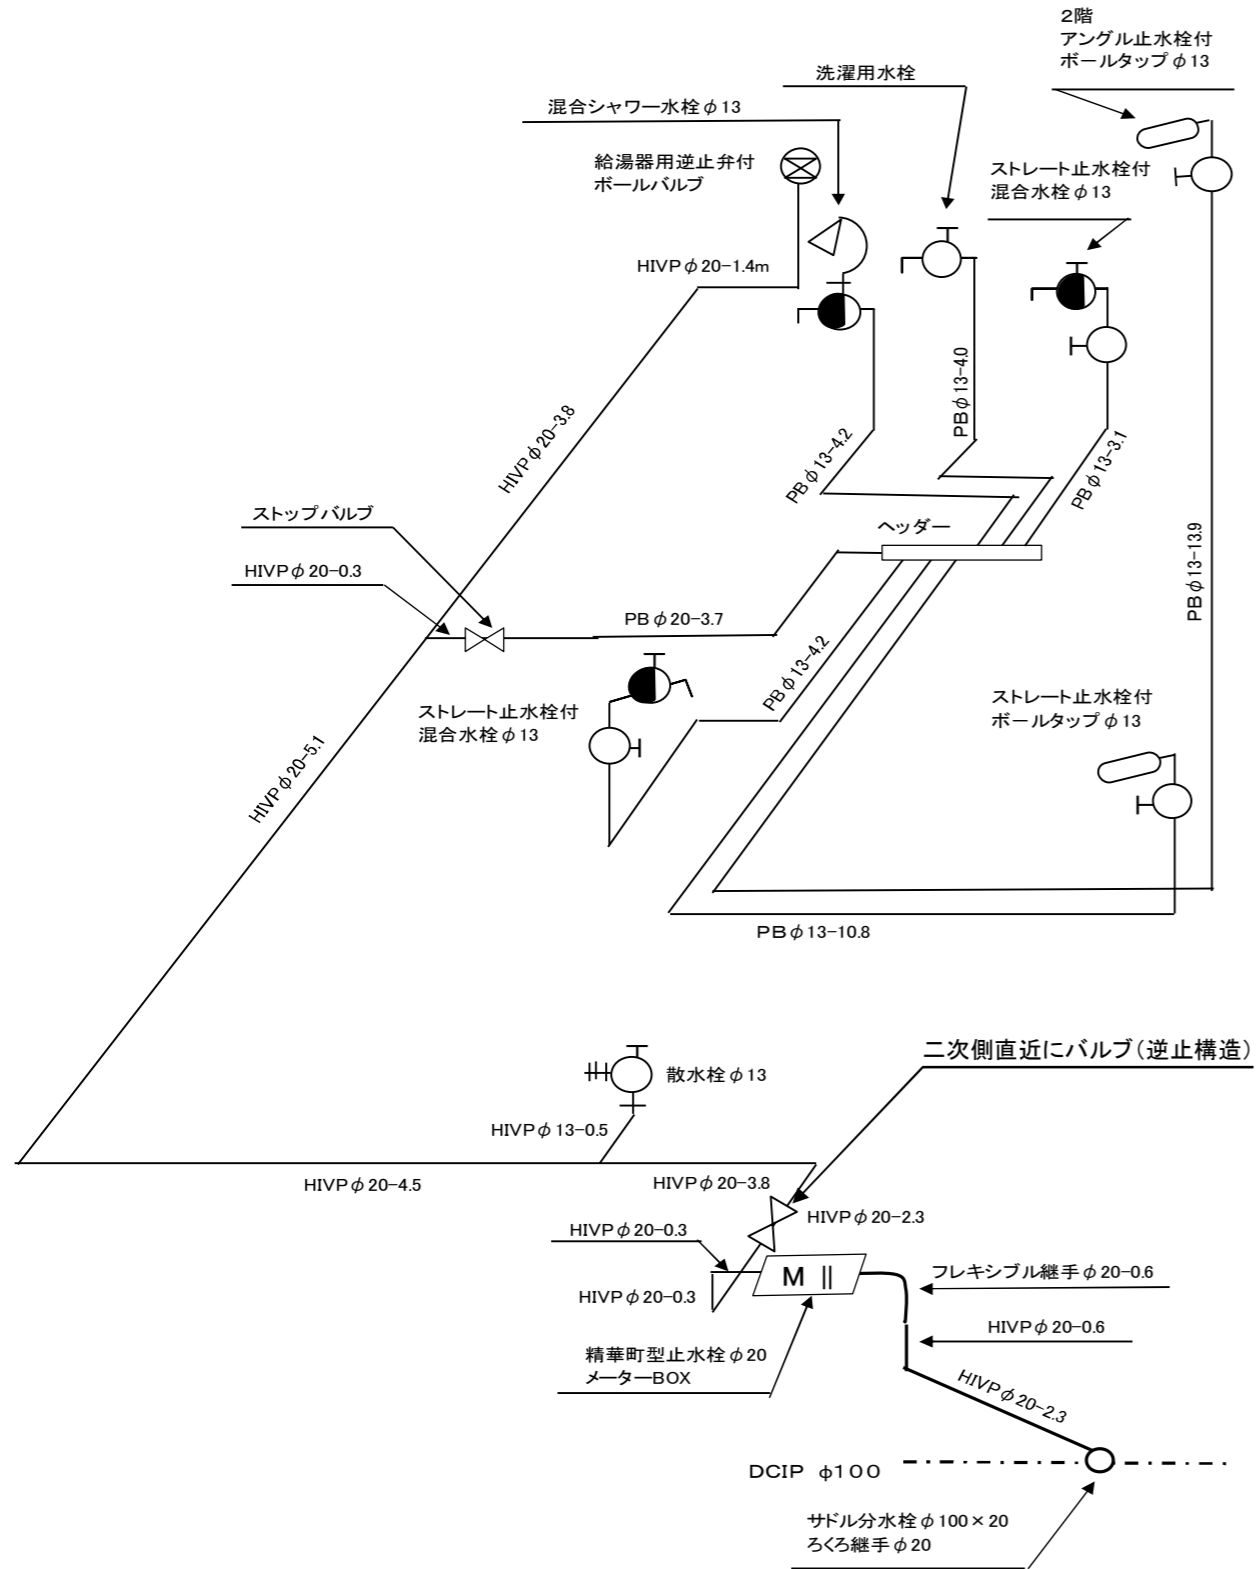 2階
アングル止水栓付
ボールタップφ13
洗濯用水栓
混合シャワー水栓φ13
給湯器用逆止弁付
ボールバルブ
ストレート止水栓付
混合水栓φ13
HIVPφ20-1.4m
HIVPφ20-3.8
PBφ13-4.2
PBφ13-4.0
PBφ13-3.1
PBφ13-13.9
ストップバルブ
ヘッダー
HIVPφ20-0.3
PBφ20-3.7
PBφ13-4.2
ストレート止水栓付
混合水栓φ13
ストレート止水栓付
ボールタップφ13
HIVPφ20-5.1
PBφ13-10.8
二次側直近にバルブ(逆止構造)
散水栓φ13
HIVPφ13-0.5
HIVPφ20-4.5
HIVPφ20-3.8
HIVPφ20-2.3
HIVPφ20-0.3
M ||
フレキシブル継手φ20-0.6
HIVPφ20-0.3
HIVPφ20-0.6
精華町型止水栓φ20
メーターBOX
HIVPφ20-2.3
DCIP φ100
サドル分水栓φ100×20
ろくろ継手φ20